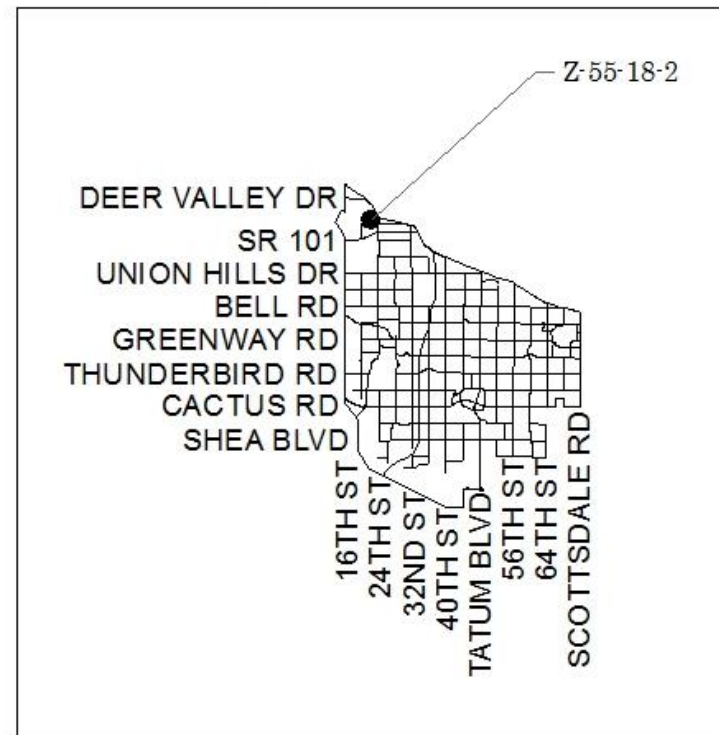 Z-55-18-2
DEER VALLEY DR
SR 101
UNION HILLS DR
BELL RD
GREENWAY RD
THUNDERBIRD RD
CACTUS RD
SHEA BLVD
16TH ST
24TH ST
32ND ST
40TH ST
TATUM BLVD
56TH ST
64TH ST
SCOTTSDALE RD